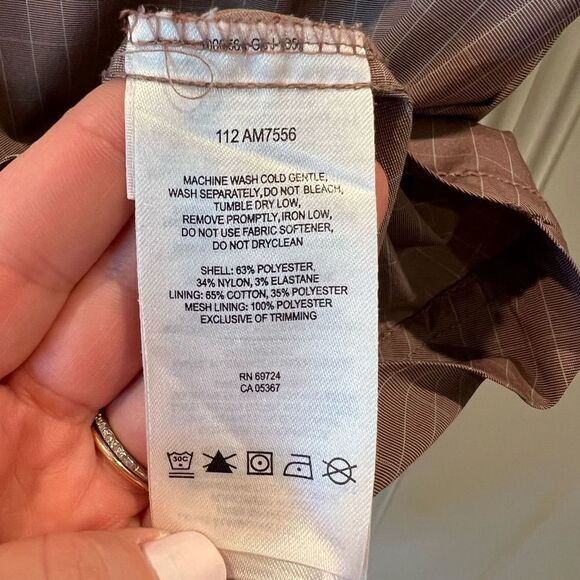 112 AM7556
MACHINE WASH COLD GENTLE,
WASH SEPARATELY, DO NOT BLEACH,
TUMBLE DRY LOW,
REMOVE PROMPTLY, IRON LOW,
DO NOT USE FABRIC SOFTENER,
DO NOT DRYCLEAN
SHELL: 63% POLYESTER,
34% NYLON, 3% ELASTANE
LINING: 65% COTTON, 35% POLYESTER
MESH LINING: 100% POLYESTER
EXCLUSIVE OF TRIMMING
RN 69724
CA 05367
30C